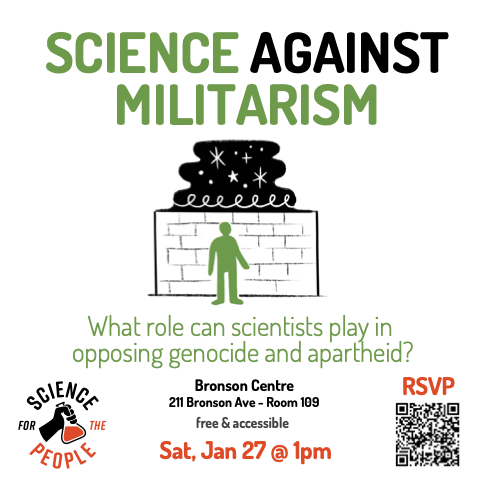 SCIENCE AGAINST
MILITARISM
What role can scientists play in
opposing genocide and apartheid?
SCIENCE
FOR THE
PEOPLE
Bronson Centre
211 Bronson Ave - Room 109
free & accessible
Sat, Jan 27 @ 1pm
RSVP